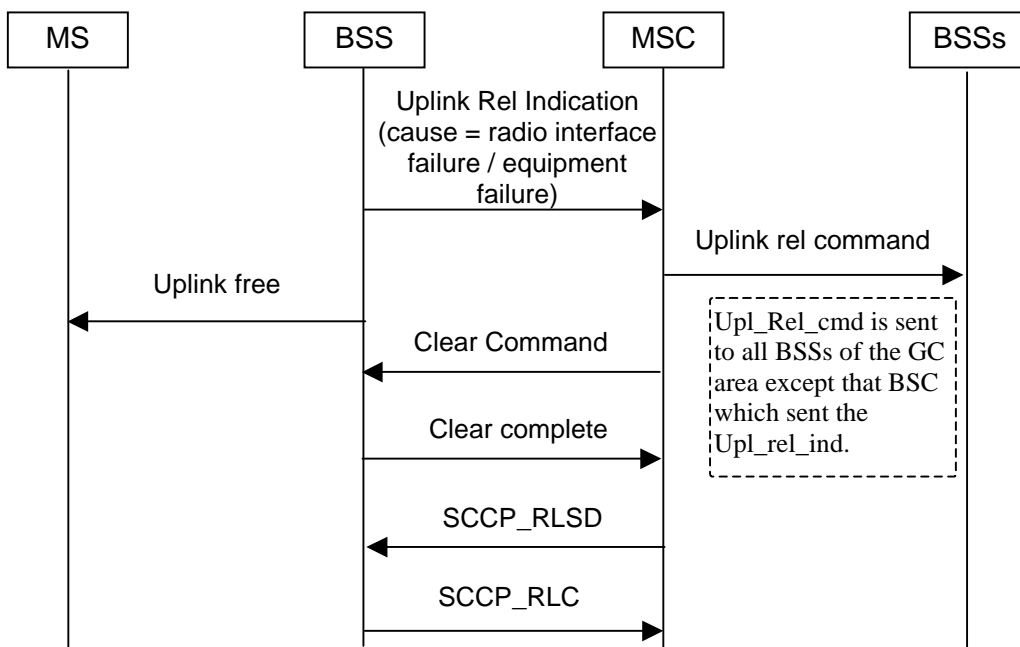 MS
BSS
MSC
BSSs
Uplink Rel Indication
(cause = radio interface
failure / equipment
failure)
Uplink rel command
Uplink free
Upl_Rel_cmd is sent
to all BSSs of the GC
area except that BSC
which sent the
Upl_rel_ind.
Clear Command
Clear complete
SCCP_RLSD
SCCP_RLC